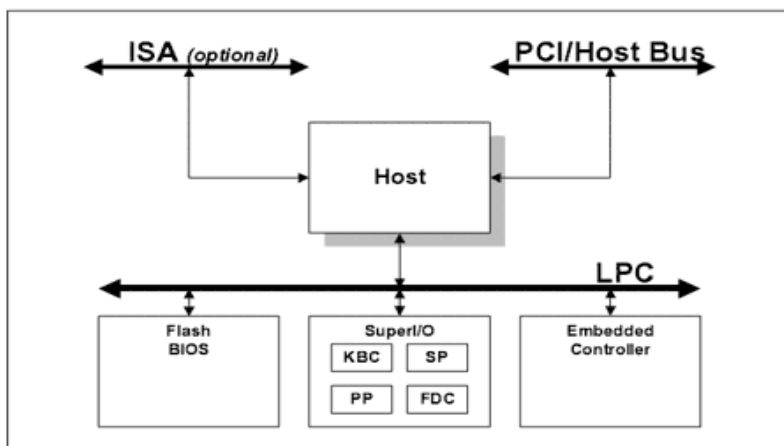 ISA (optional)
PCI/Host Bus
Host
LPC
Flash
BIOS
SuperI/O
KBC
SP
PP
FDC
Embedded
Controller